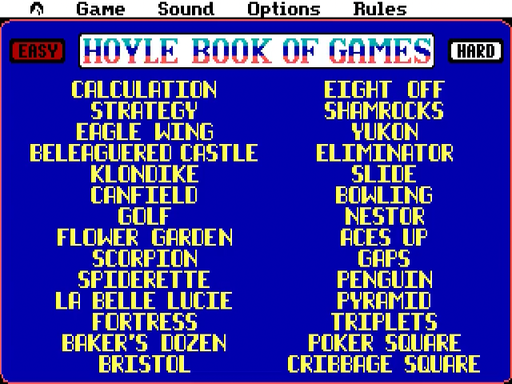 Game Sound Options Rules
EASY HOYLE BOOK OF GAMES HARD
CALCULATION EIGHT OFF
STRATEGY SHAMROCKS
EAGLE WING YUKON
BELEAGUERED CASTLE ELIMINATOR
KLONDIKE SLIDE
CANFIELD BOWLING
GOLF NESTOR
FLOWER GARDEN ACES UP
SCORPION GAPS
SPIDERETTE PENGUIN
LA BELLE LUCIE PYRAMID
FORTRESS TRIPLETS
BAKER'S DOZEN POKER SQUARE
BRISTOL CRIBBAGE SQUARE